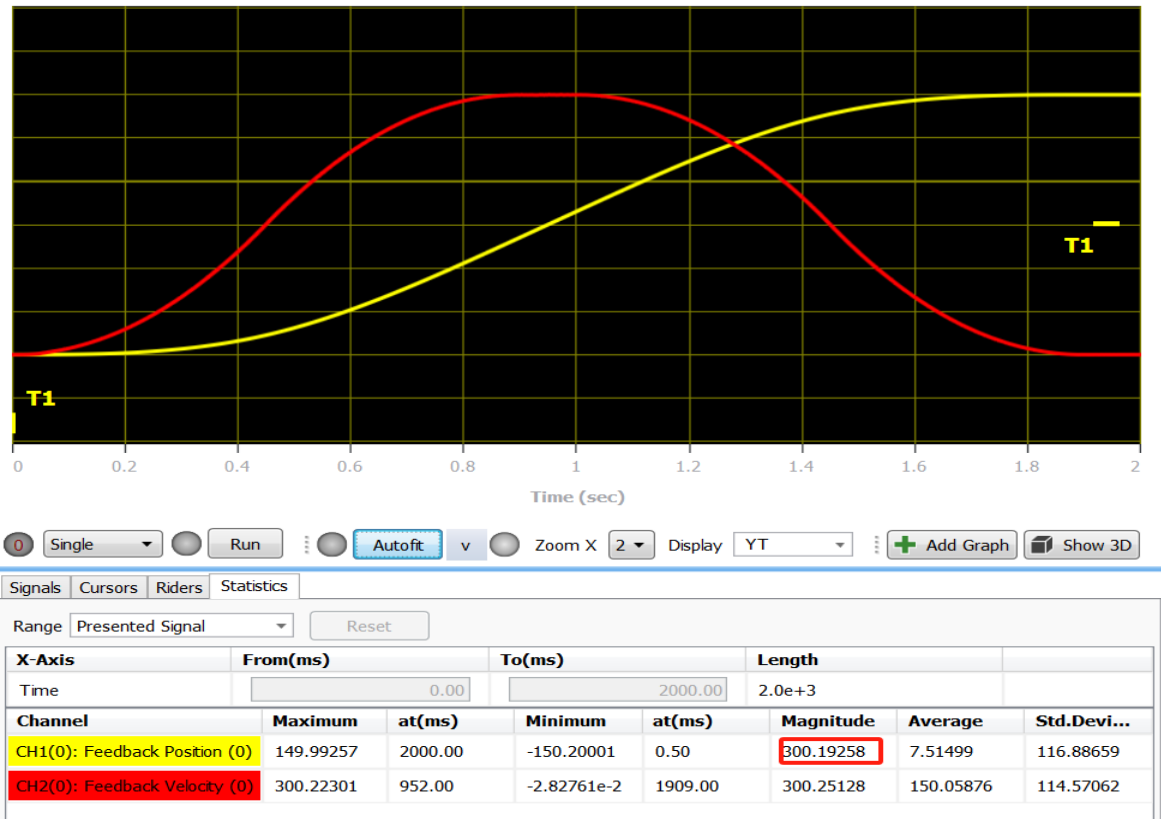 T1
T1
0 0.2 0.4 0.6 0.8 1 1.2 1.4 1.6 1.8 2
Time (sec)
0 Single Run Autofit v Zoom X 2 Display YT Add Graph Show 3D
Signals Cursors Riders Statistics
Range Presented Signal Reset
X-Axis From(ms) To(ms) Length
Time 0.00 2000.00 2.0e+3
Channel Maximum at(ms) Minimum at(ms) Magnitude Average Std.Devi...
CH1(0): Feedback Position (0) 149.99257 2000.00 -150.20001 0.50 300.19258 7.51499 116.88659
CH2(0): Feedback Velocity (0) 300.22301 952.00 -2.82761e-2 1909.00 300.25128 150.05876 114.57062